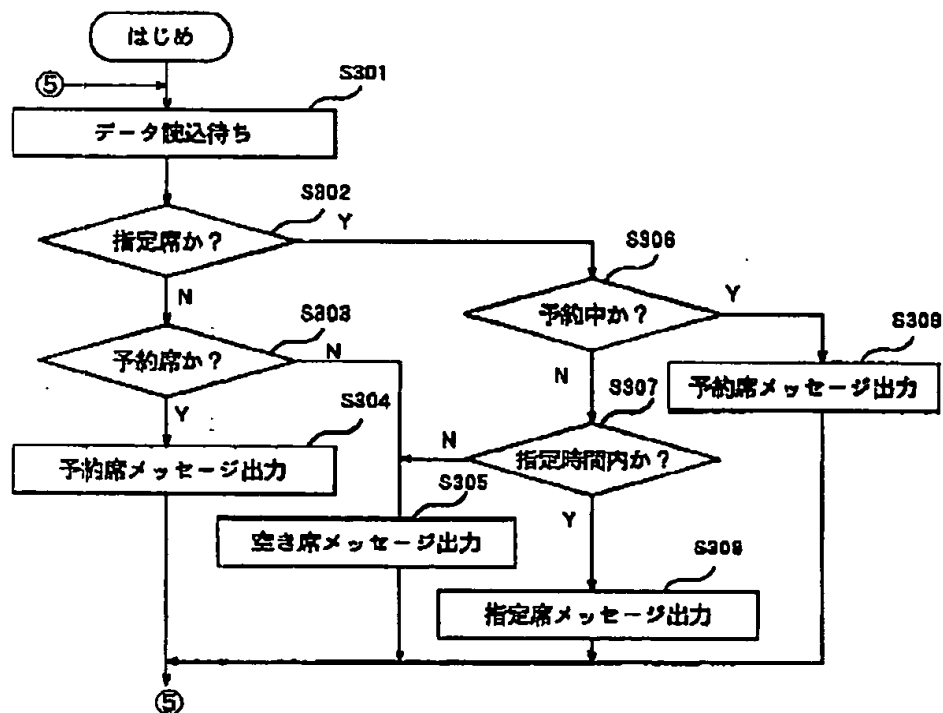 はじめ
⑤
S301
データ読込待ち
S302
指定席か?
Y
N
S303
予約席か?
N
Y
S304
予約席メッセージ出力
S305
空き席メッセージ出力
S306
予約中か?
Y
N
S309
予約席メッセージ出力
S307
指定時間内か?
N
Y
S308
指定席メッセージ出力
⑤